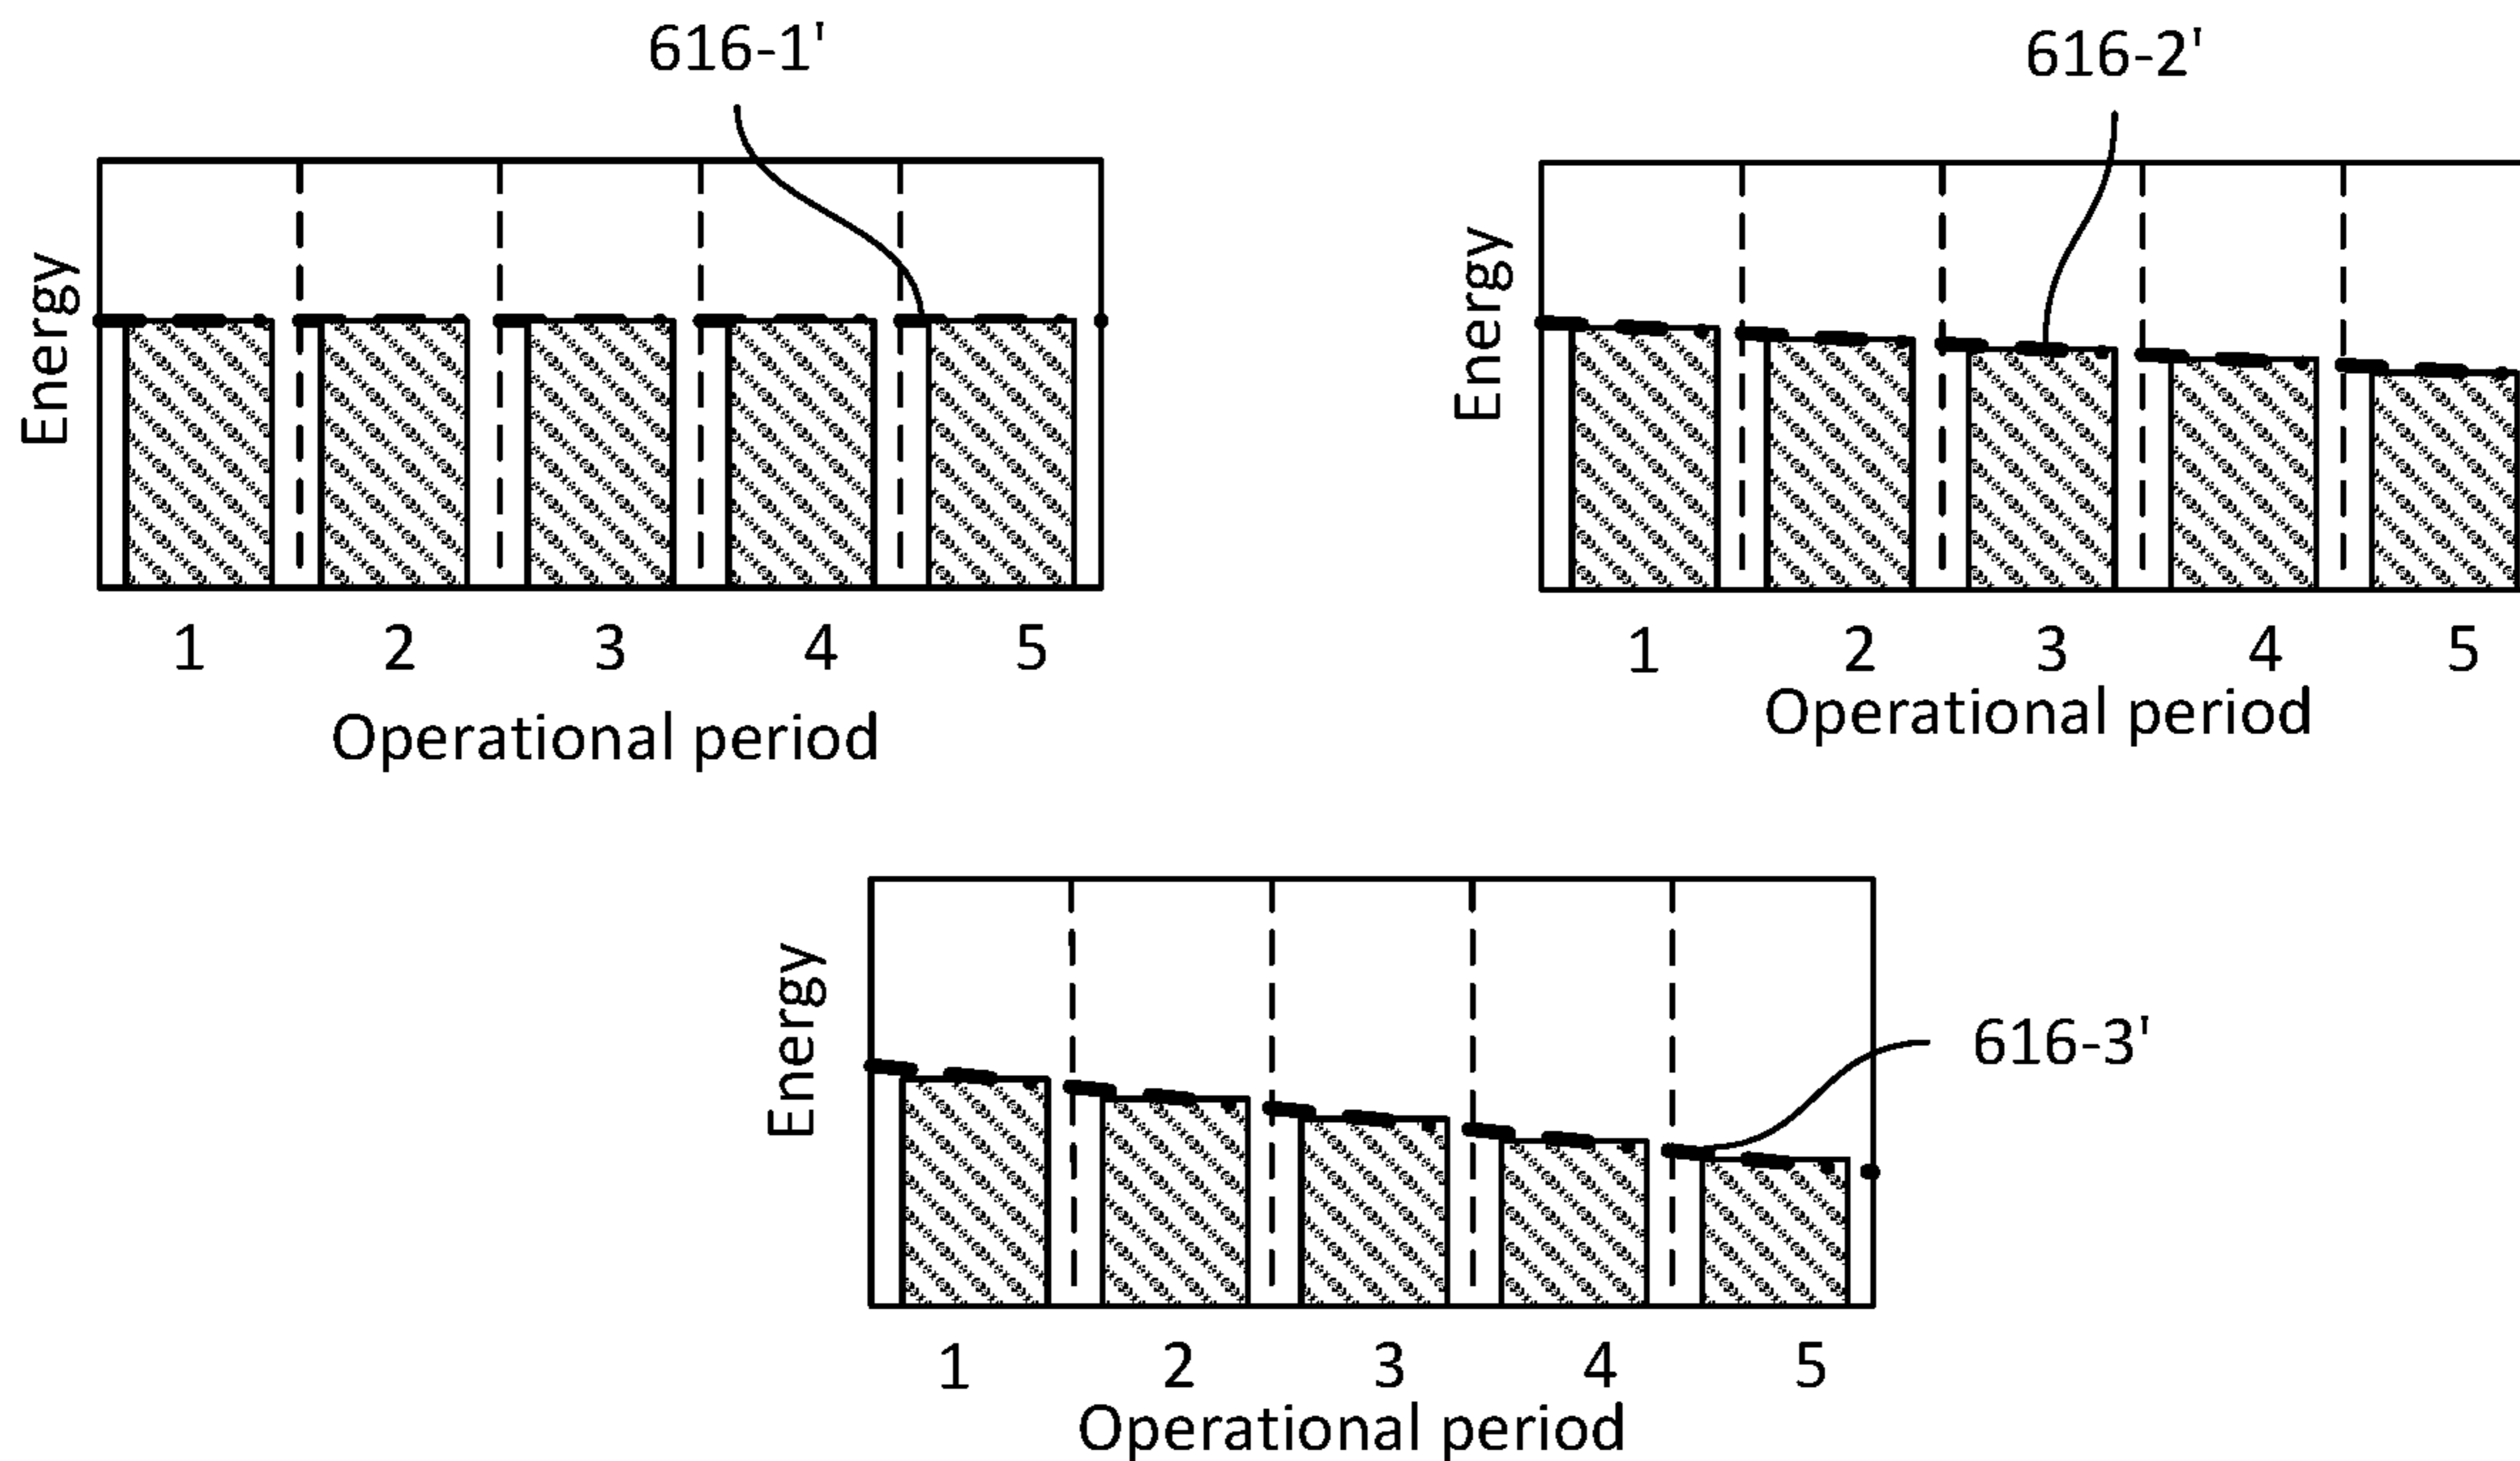 616-1'
616-2'
Energy
1 2 3 4 5
Operational period
Energy
1 2 3 4 5
Operational period
616-3'
Energy
1 2 3 4 5
Operational period